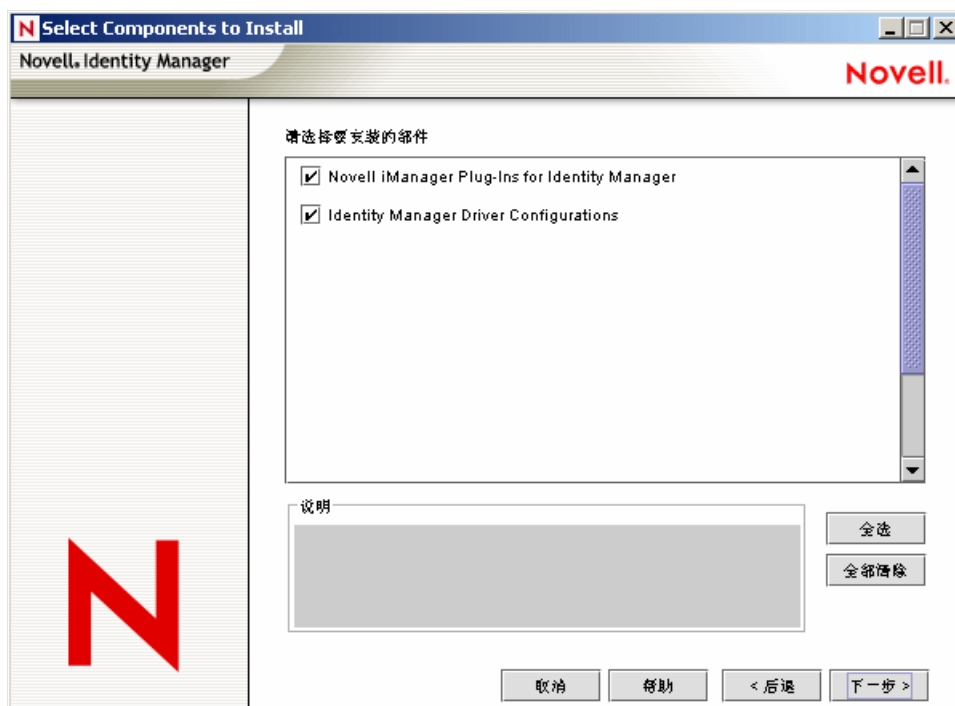 Select Components to Install
Novell. Identity Manager
Novell.
请选择要安装的部件
Novell iManager Plug-Ins for Identity Manager
Identity Manager Driver Configurations
说明
全选
全部清除
取消
帮助
< 后退
下一步 >